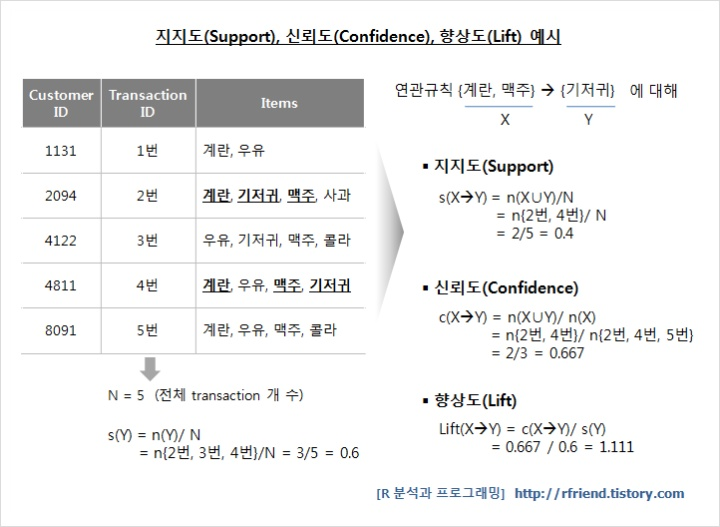 지지도(Support), 신뢰도(Confidence), 향상도(Lift) 예시
Customer ID Transaction ID Items
1131 1번 계란, 우유
2094 2번 계란, 기저귀, 맥주, 사과
4122 3번 우유, 기저귀, 맥주, 콜라
4811 4번 계란, 우유, 맥주, 기저귀
8091 5번 계란, 우유, 맥주, 콜라
N = 5 (전체 transaction 개 수)
s(Y) = n(Y)/ N
= n{2번, 3번, 4번}/N = 3/5 = 0.6
연관규칙 {계란, 맥주} → {기저귀} 에 대해
X Y
▪ 지지도(Support)
s(X→Y) = n(X∪Y)/N
= n{2번, 4번}/ N
= 2/5 = 0.4
▪ 신뢰도(Confidence)
c(X→Y) = n(X∪Y)/ n(X)
= n{2번, 4번}/ n{2번, 4번, 5번}
= 2/3 = 0.667
▪ 향상도(Lift)
Lift(X→Y) = c(X→Y)/ s(Y)
= 0.667 / 0.6 = 1.111
[R 분석과 프로그래밍] http://rfriend.tistory.com